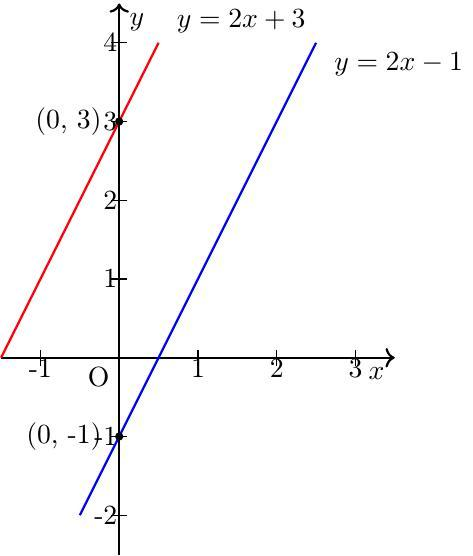 y
y = 2x + 3
4
y = 2x − 1
(0, 3)
3
2
1
-1
O
1
2
3
x
(0, -1)
-1
-2